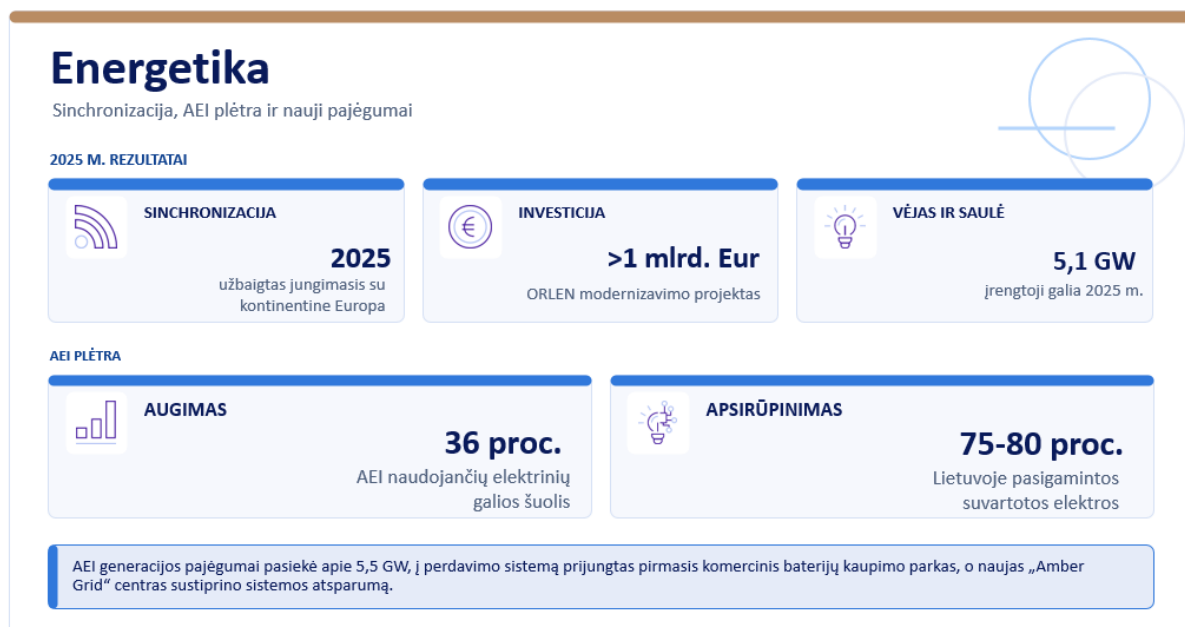 Energetika
Sinchronizacija, AEI plėtra ir nauji pajėgumai
2025 M. REZULTATAI
SINCHRONIZACIJA
2025
užbaigtas jungimasis su
kontinentine Europa
INVESTICIJA
>1 mlrd. Eur
ORLEN modernizavimo projektas
VĖJAS IR SAULĖ
5,1 GW
įrengtoji galia 2025 m.
AEI PLĖTRA
AUGIMAS
36 proc.
AEI naudojančių elektrinių
galios šuolis
APSIRŪPINIMAS
75-80 proc.
Lietuvoje pasigamintos
suvartotos elektros
AEI generacijos pajėgumai pasiekė apie 5,5 GW, į perdavimo sistemą prijungtas pirmasis komercinis baterijų kaupimo parkas, o naujas „Amber
Grid“ centras sustiprino sistemos atsparumą.